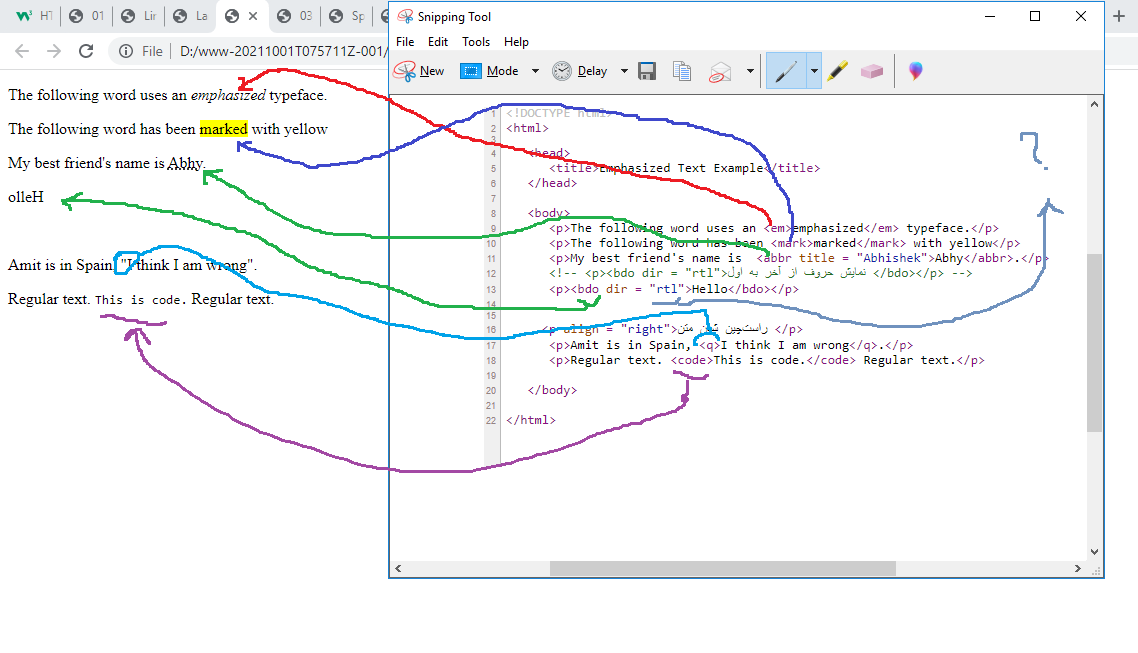 01
La
03
Sp
File
D:/www-20211001T075711Z-001/
The following word uses an emphasized typeface.
The following word has been marked with yellow
My best friend's name is Abhy.
olleH
Amit is in Spain, "I think I am wrong".
Regular text. This is code. Regular text.
Snipping Tool
File Edit Tools Help
New Mode Delay
1 <!DOCTYPE html>
2 <html>
3
4 <head>
5 <title>Emphasized Text Example</title>
6 </head>
7
8 <body>
9 <p>The following word uses an <em>emphasized</em> typeface.</p>
10 <p>The following word has been <mark>marked</mark> with yellow</p>
11 <p>My best friend's name is <abbr title = "Abhishek">Abhy</abbr>.</p>
12 <!-- <p><bdo dir = "rtl">نمایش حروف از آخر به اول </bdo></p> -->
13 <p><bdo dir = "rtl">Hello</bdo></p>
14
15
16 <p align = "right">راست‌چین شدن متن </p>
17 <p>Amit is in Spain, <q>I think I am wrong</q>.</p>
18 <p>Regular text. <code>This is code.</code> Regular text.</p>
19
20 </body>
21
22 </html>
?